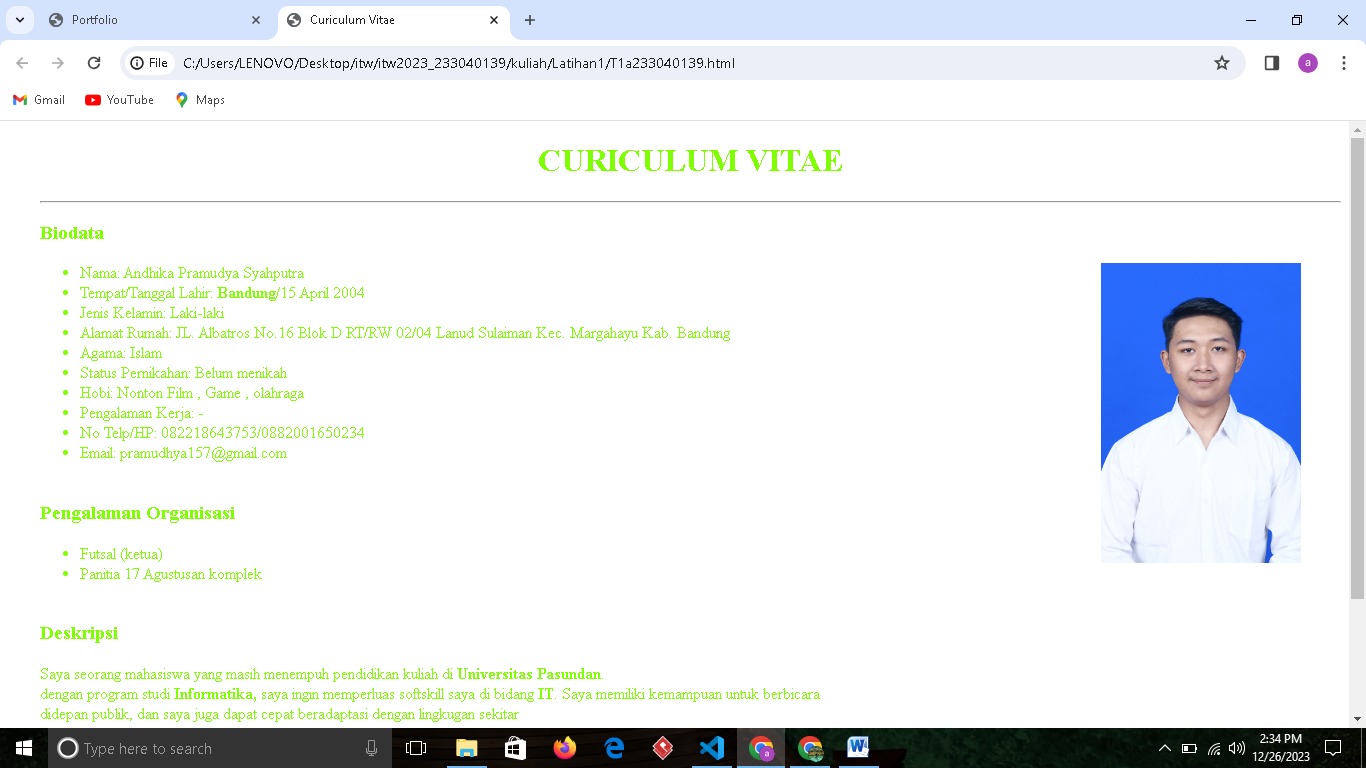 Portfolio
Curiculum Vitae
File
C:/Users/LENOVO/Desktop/itw/itw2023_233040139/kuliah/Latihan1/T1a233040139.html
a
Gmail
YouTube
Maps
CURICULUM VITAE
Biodata
Nama: Andhika Pramudya Syahputra
Tempat/Tanggal Lahir: Bandung/15 April 2004
Jenis Kelamin: Laki-laki
Alamat Rumah: JL. Albatros No.16 Blok D RT/RW 02/04 Lanud Sulaiman Kec. Margahayu Kab. Bandung
Agama: Islam
Status Pernikahan: Belum menikah
Hobi: Nonton Film , Game , olahraga
Pengalaman Kerja: -
No Telp/HP: 082218643753/0882001650234
Email: pramudhya157@gmail.com
Pengalaman Organisasi
Futsal (ketua)
Panitia 17 Agustusan komplek
Deskripsi
Saya seorang mahasiswa yang masih menempuh pendidikan kuliah di Universitas Pasundan.
dengan program studi Informatika, saya ingin memperluas softskill saya di bidang IT. Saya memiliki kemampuan untuk berbicara
didepan publik, dan saya juga dapat cepat beradaptasi dengan lingkugan sekitar
Type here to search
2:34 PM
12/26/2023